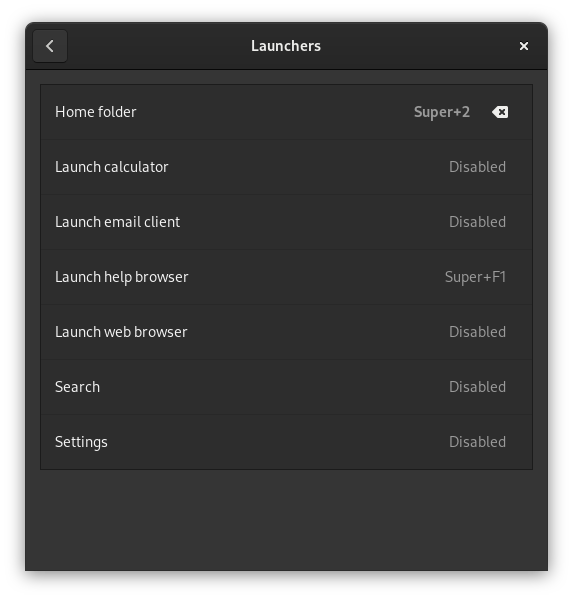 Launchers
Home folder Super+2
Launch calculator Disabled
Launch email client Disabled
Launch help browser Super+F1
Launch web browser Disabled
Search Disabled
Settings Disabled